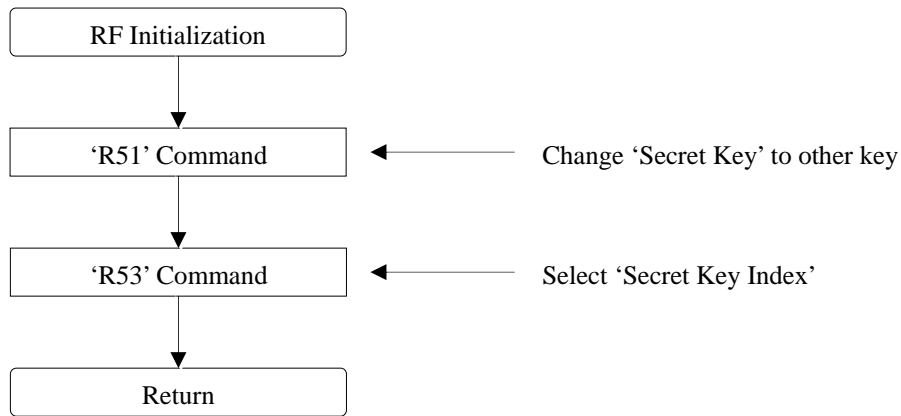 RF Initialization
‘R51’ Command
Change ‘Secret Key’ to other key
‘R53’ Command
Select ‘Secret Key Index’
Return